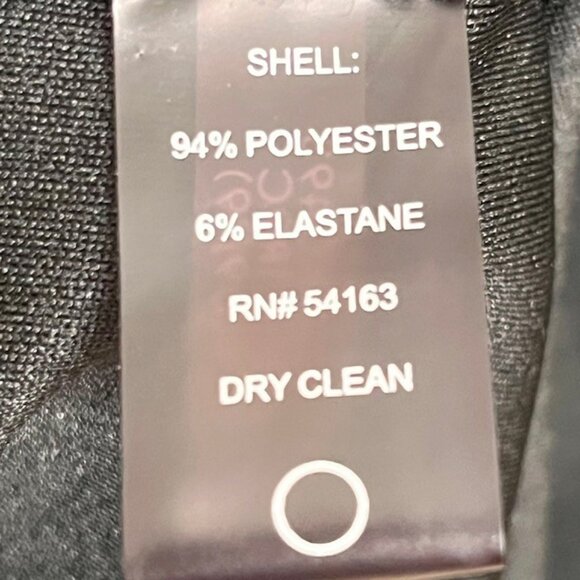 SHELL:
94% POLYESTER
6% ELASTANE
RN# 54163
DRY CLEAN